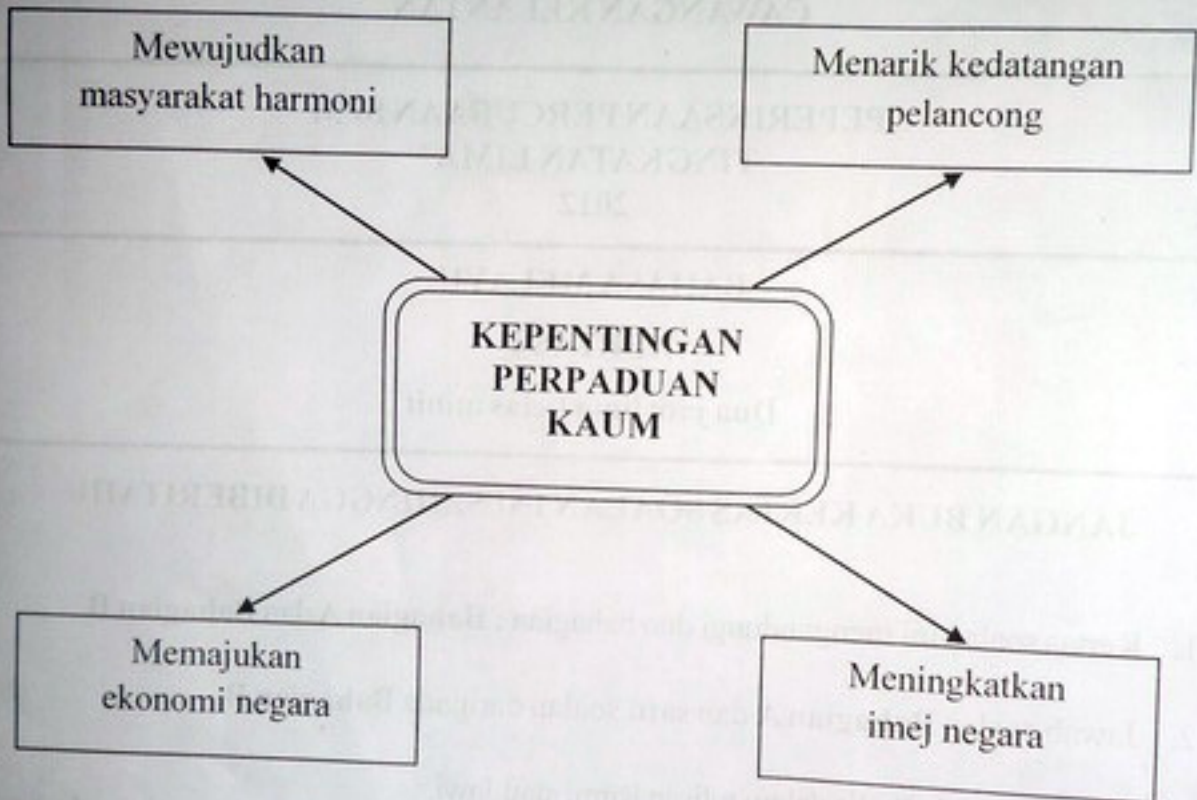 Mewujudkan
masyarakat harmoni
Menarik kedatangan
pelancong
KEPENTINGAN
PERPADUAN
KAUM
Memajukan
ekonomi negara
Meningkatkan
imej negara